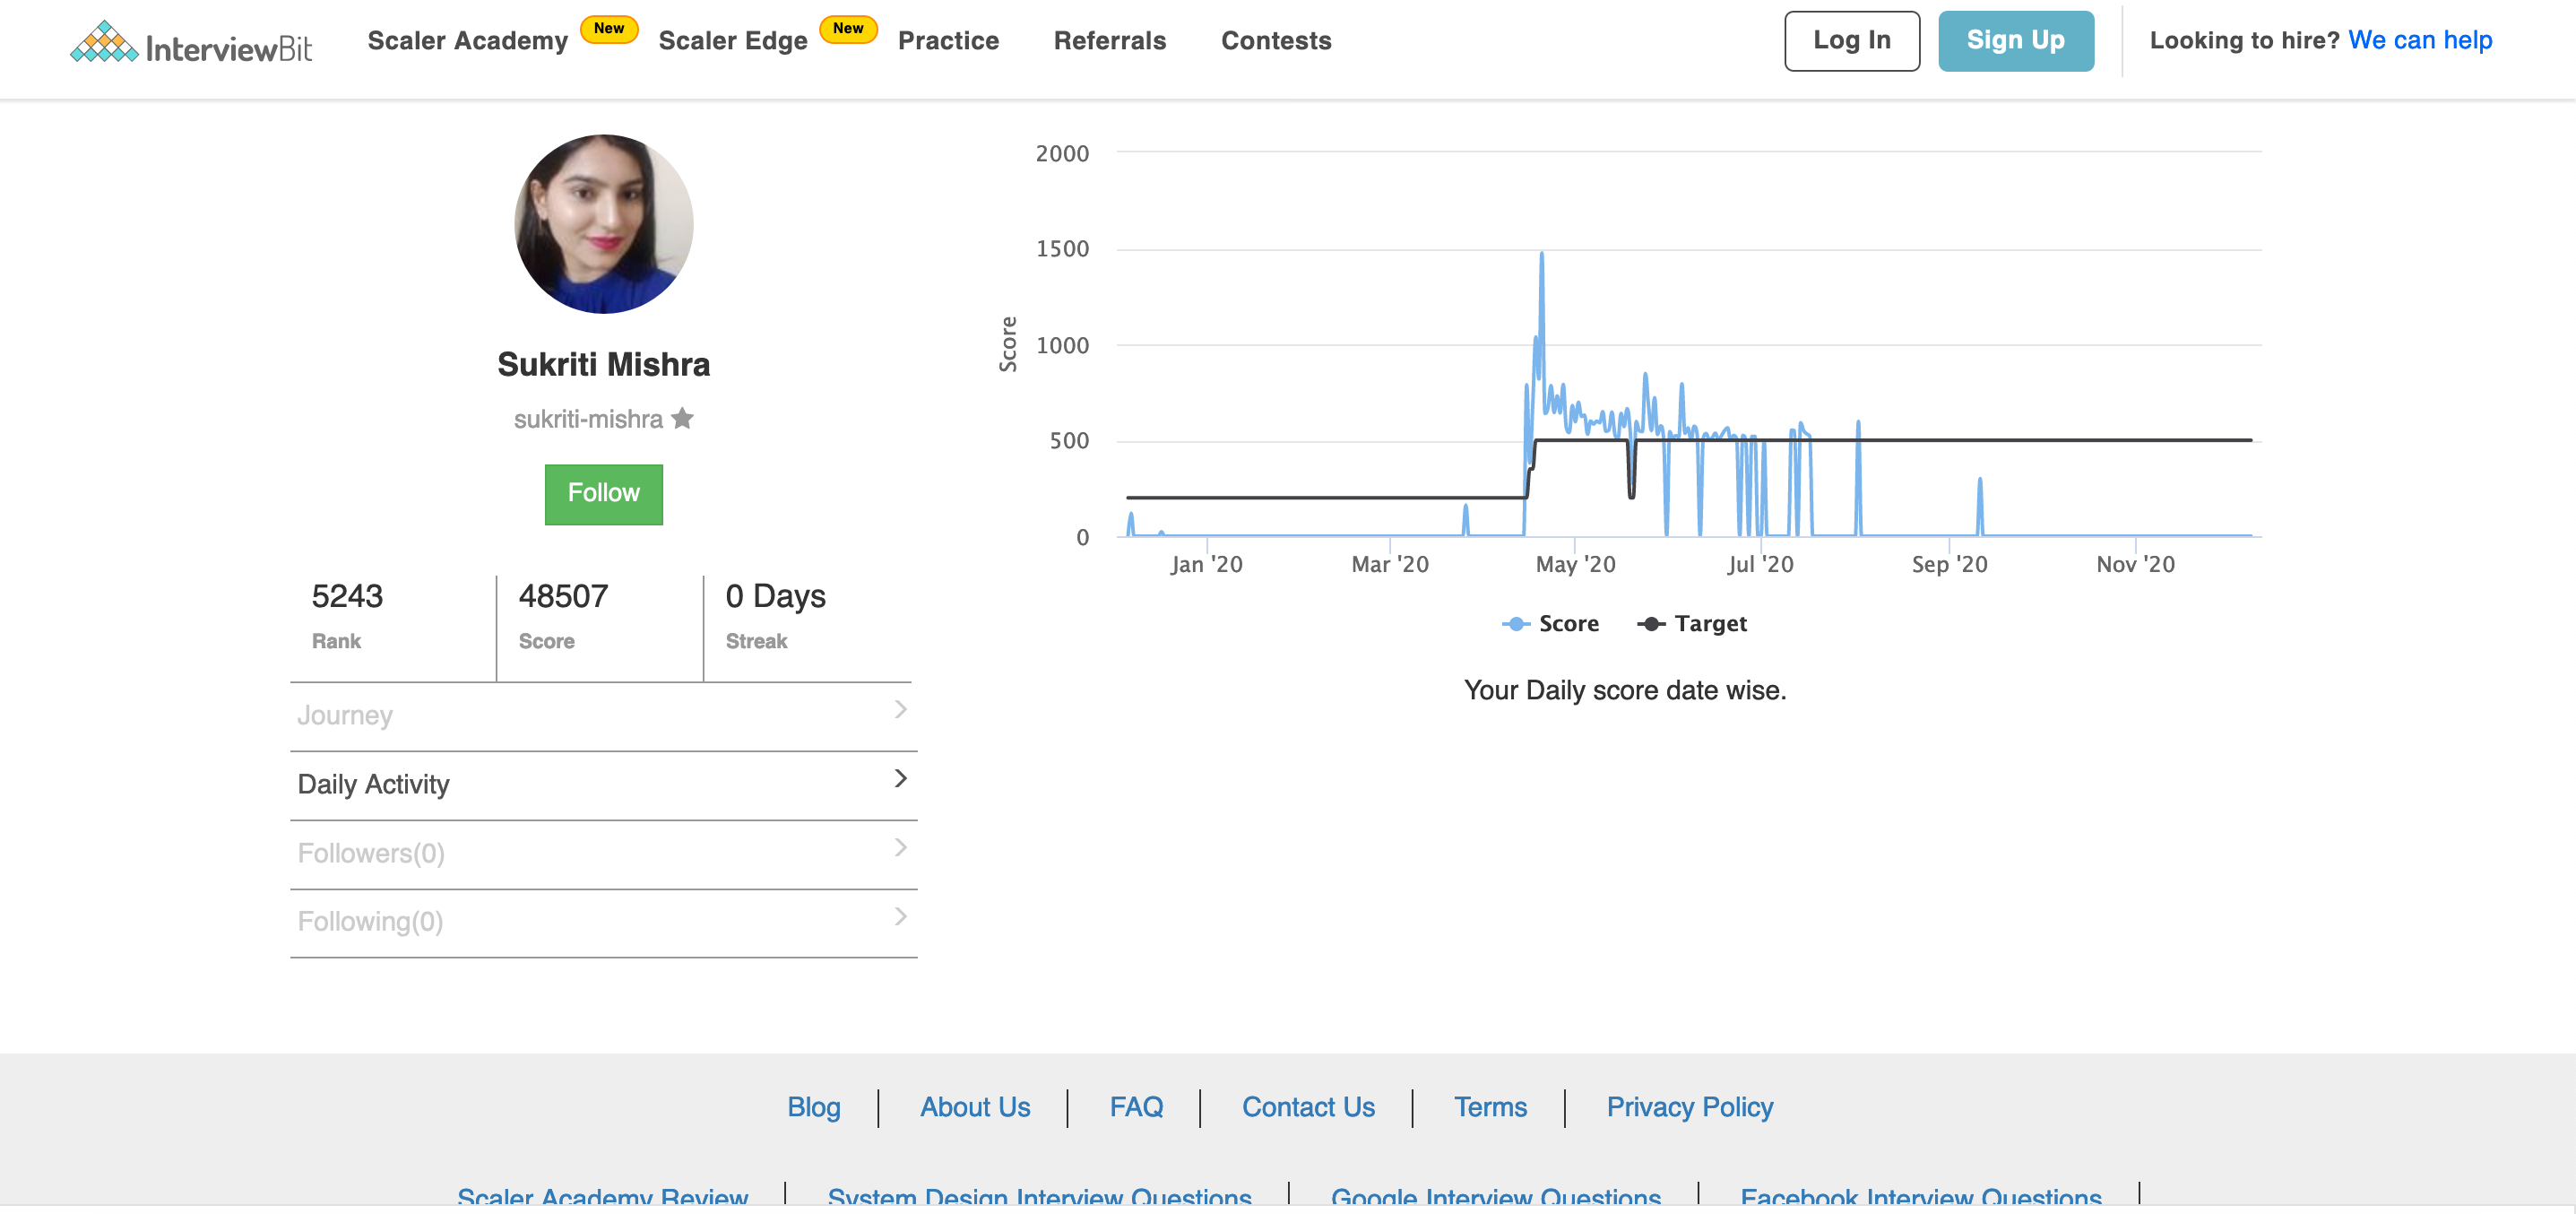 InterviewBit
Scaler Academy New Scaler Edge New Practice Referrals Contests
Log In Sign Up Looking to hire? We can help
Sukriti Mishra
sukriti-mishra
Follow
5243 48507 0 Days
Rank Score Streak
Journey
Daily Activity
Followers(0)
Following(0)
2000
1500
1000
500
0
Score
Jan '20 Mar '20 May '20 Jul '20 Sep '20 Nov '20
Score Target
Your Daily score date wise.
Blog About Us FAQ Contact Us Terms Privacy Policy
Scaler Academy Review System Design Interview Questions Google Interview Questions Facebook Interview Questions